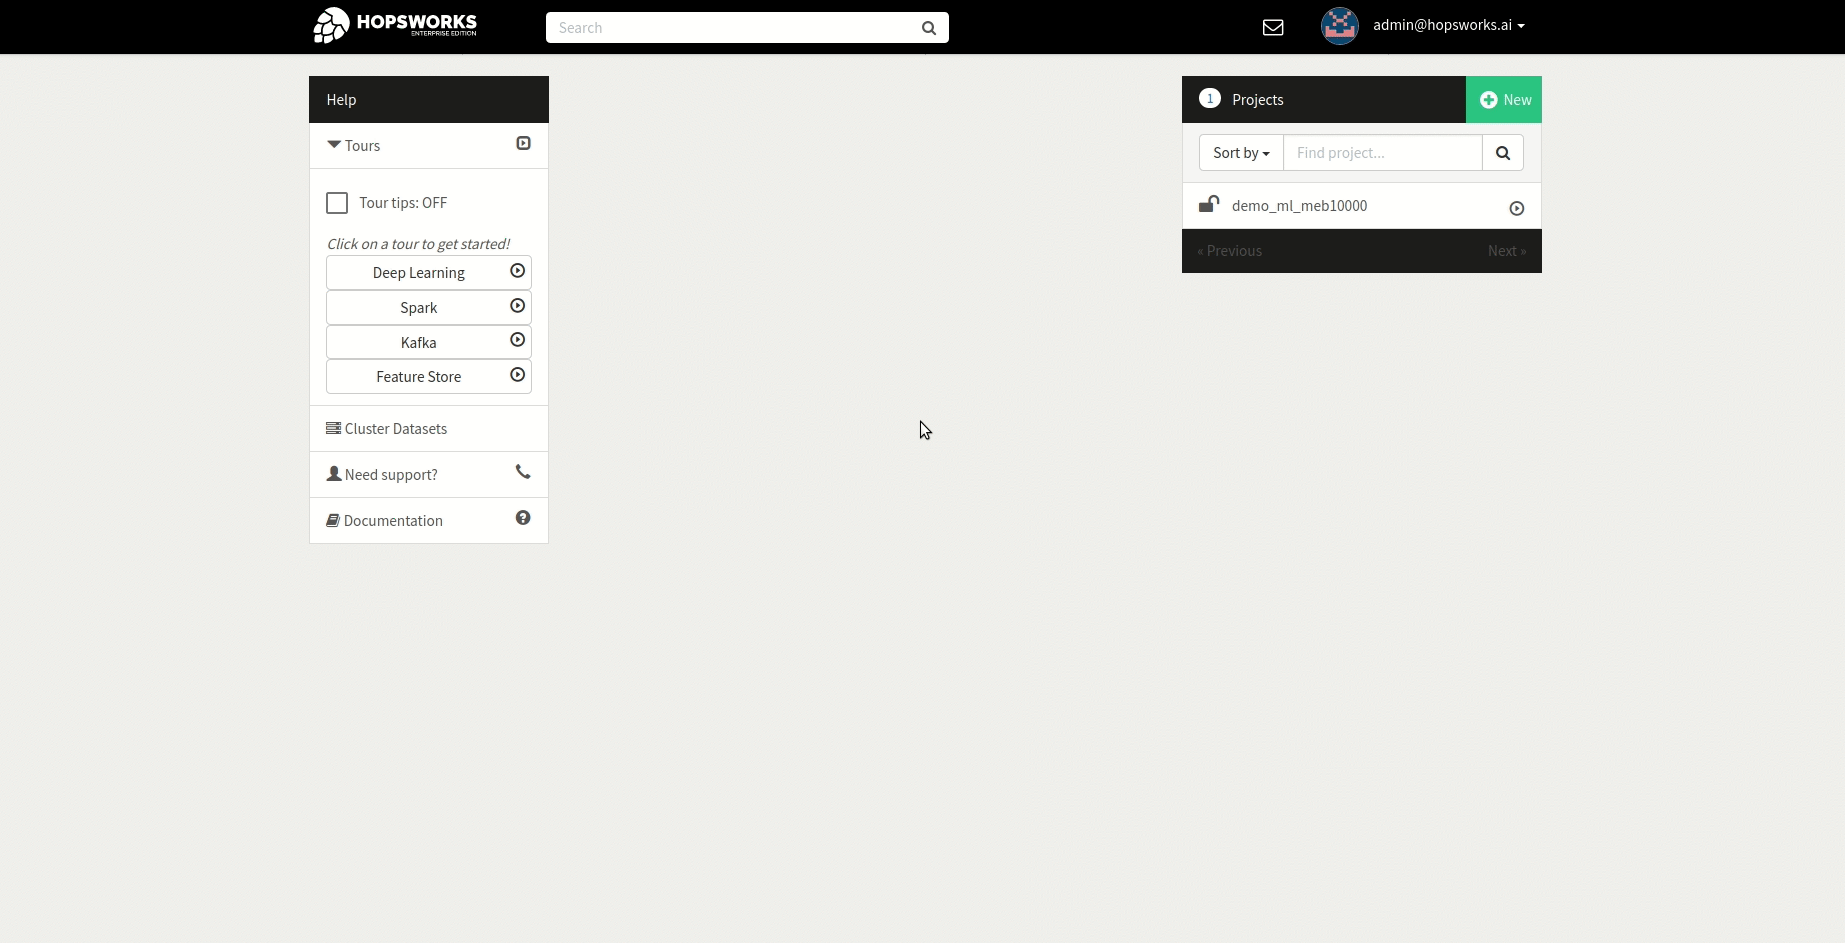 HOPSWORKS
ENTERPRISE EDITION
Search
admin@hopsworks.ai
Help
Tours
Tour tips: OFF
Click on a tour to get started!
Deep Learning
Spark
Kafka
Feature Store
Cluster Datasets
Need support?
Documentation
1 Projects
New
Sort by
Find project...
demo_ml_meb10000
« Previous
Next »